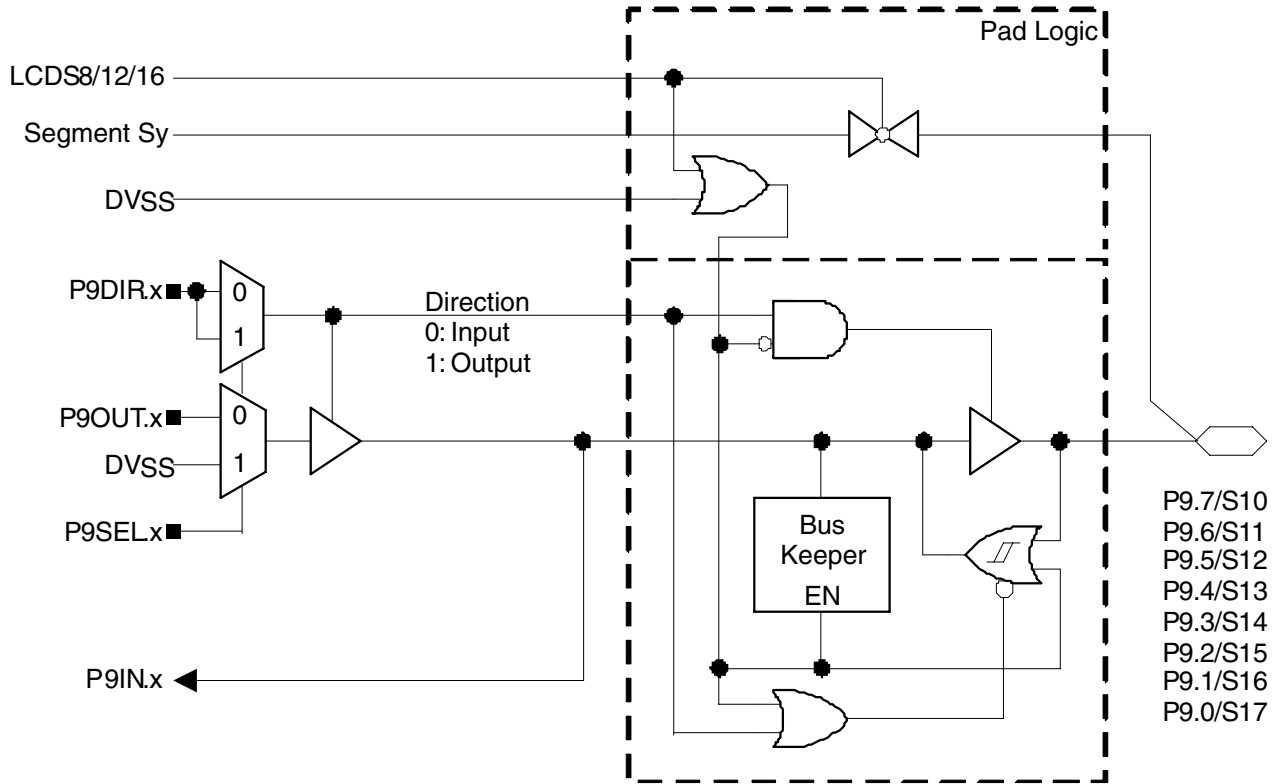 Pad Logic
LCDS8/12/16
Segment Sy
DVSS
P9DIR.x
0
1
Direction
0: Input
1: Output
P9OUT.x
0
DVSS
1
P9SEL.x
Bus
Keeper
EN
P9IN.x
P9.7/S10
P9.6/S11
P9.5/S12
P9.4/S13
P9.3/S14
P9.2/S15
P9.1/S16
P9.0/S17